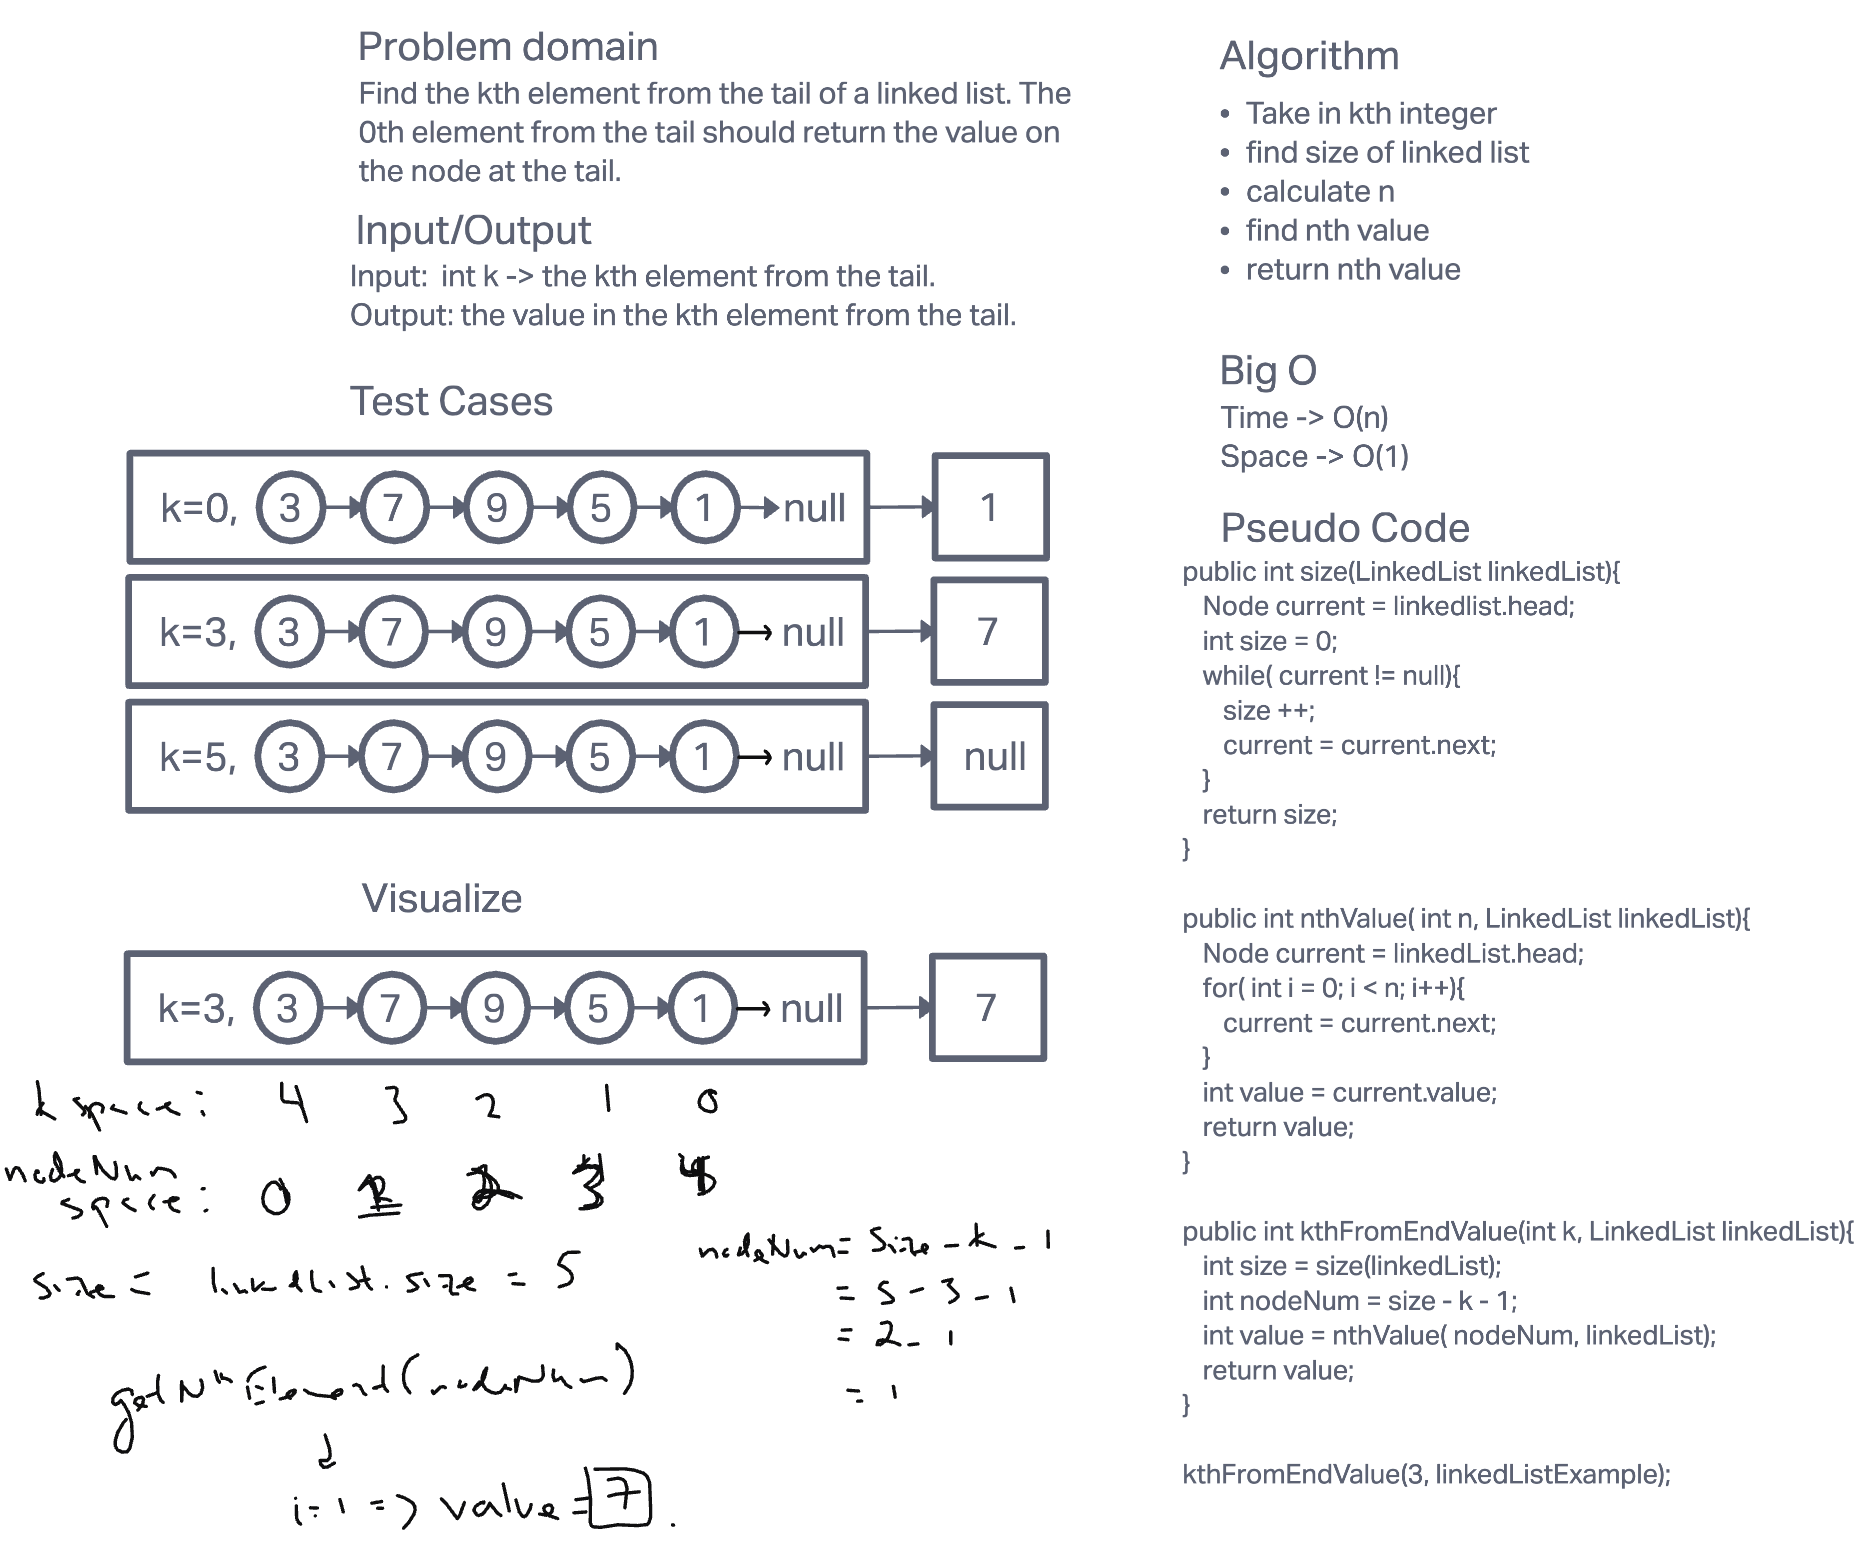 Problem domain
Find the kth element from the tail of a linked list. The
0th element from the tail should return the value on
the node at the tail.
Input/Output
Input:  int k -> the kth element from the tail.
Output: the value in the kth element from the tail.
Test Cases
k=0, 3 7 9 5 1 null 1
k=3, 3 7 9 5 1 null 7
k=5, 3 7 9 5 1 null null
Visualize
k=3, 3 7 9 5 1 null 7
k space: 4 3 2 1 0
nodeNum
space: 0 1 2 3 4
size = linkedlist.size = 5
nodeNum = size - k - 1
= 5 - 3 - 1
= 2 - 1
= 1
getNthElement(nodeNum)
i=1 => value = 7.
Algorithm
• Take in kth integer
• find size of linked list
• calculate n
• find nth value
• return nth value
Big O
Time -> O(n)
Space -> O(1)
Pseudo Code
public int size(LinkedList linkedList){
Node current = linkedlist.head;
int size = 0;
while( current != null){
size ++;
current = current.next;
}
return size;
}
public int nthValue( int n, LinkedList linkedList){
Node current = linkedList.head;
for( int i = 0; i < n; i++){
current = current.next;
}
int value = current.value;
return value;
}
public int kthFromEndValue(int k, LinkedList linkedList){
int size = size(linkedList);
int nodeNum = size - k - 1;
int value = nthValue( nodeNum, linkedList);
return value;
}
kthFromEndValue(3, linkedListExample);